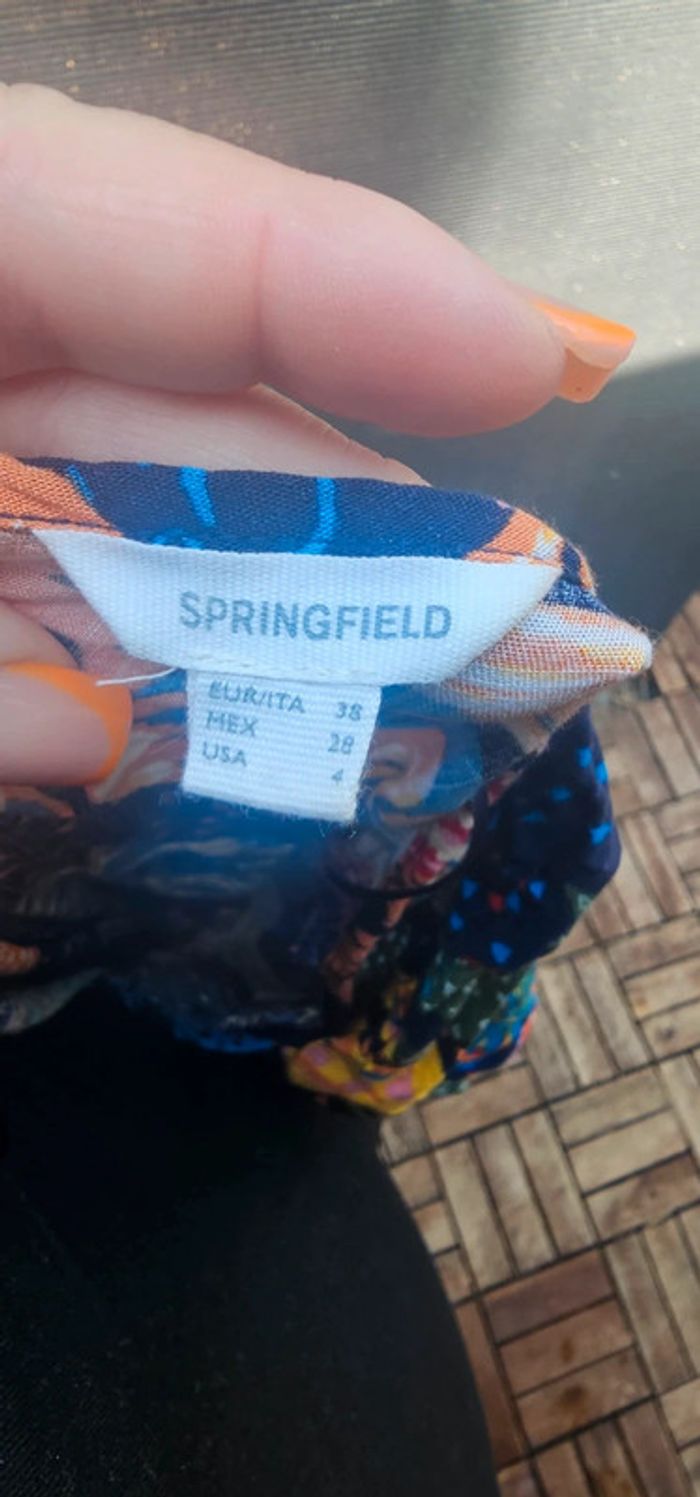 SPRINGFIELD
EUR/ITA 38
MEX 28
USA 4